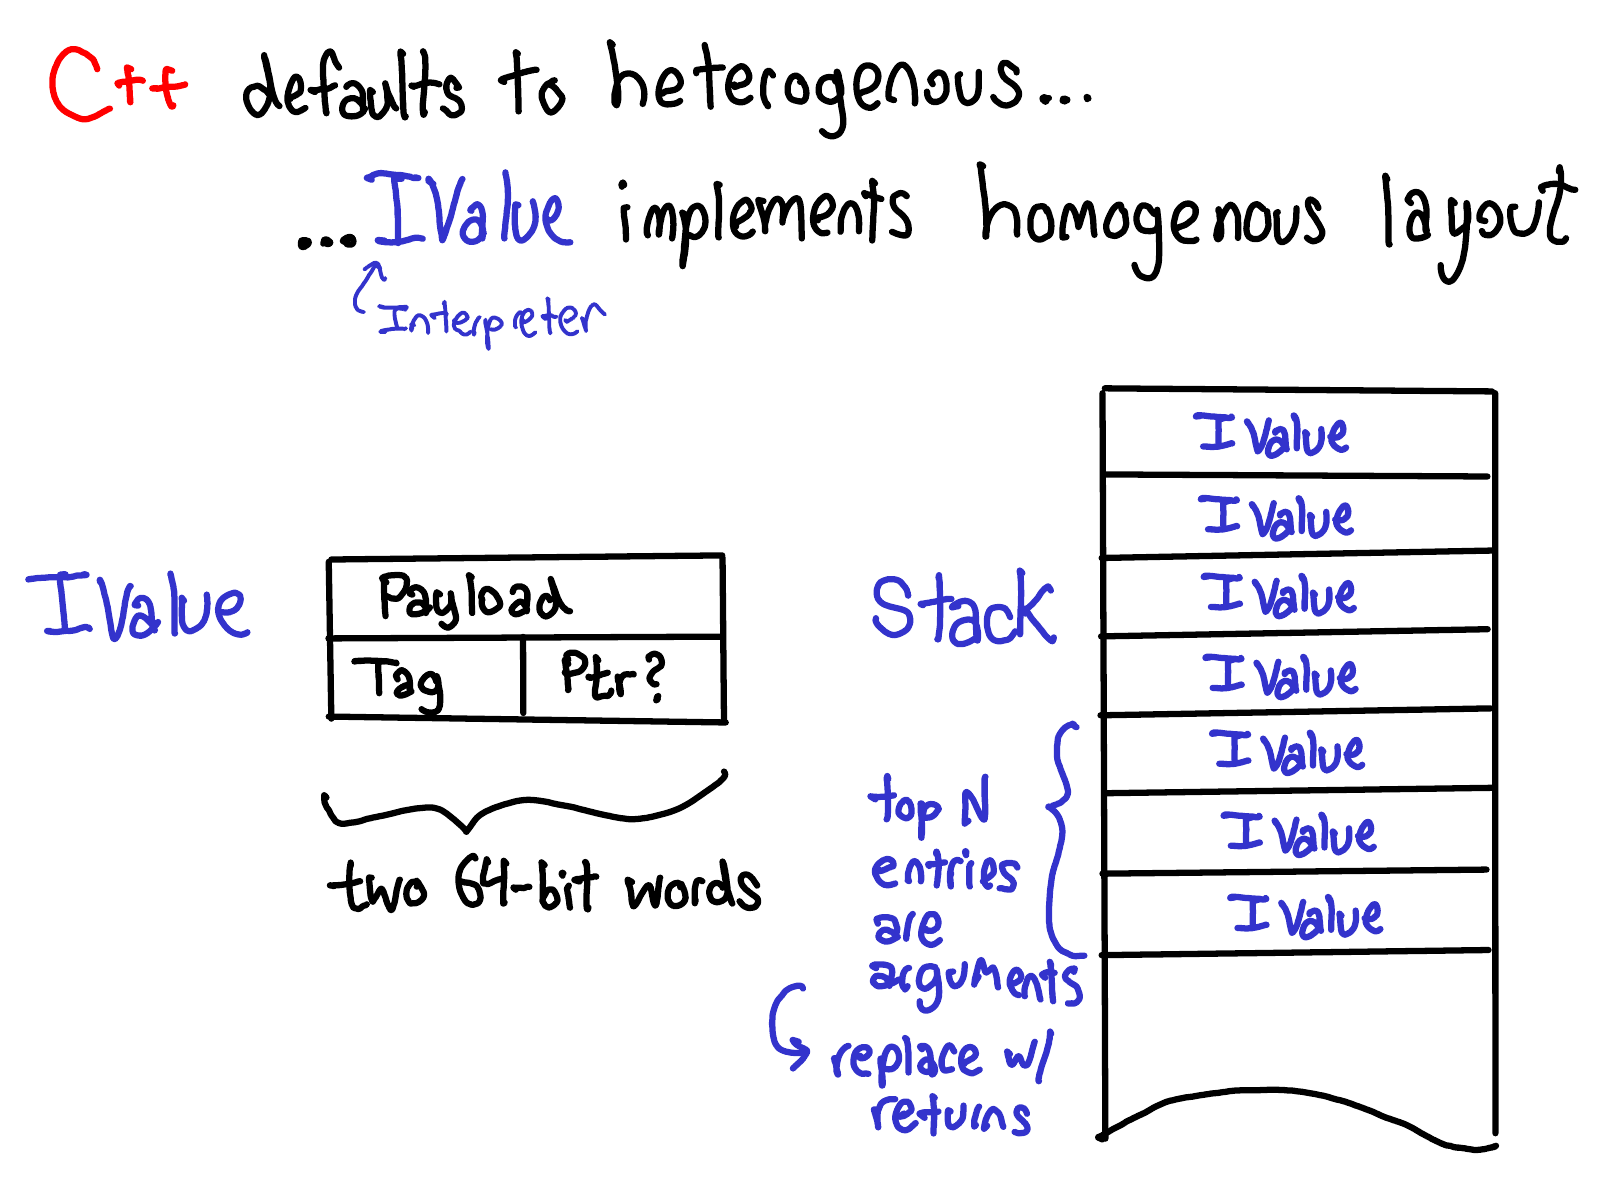 C++ defaults to heterogenous...
...IValue implements homogenous layout
Interpreter
IValue
Payload
Tag
Ptr?
two 64-bit words
Stack
IValue
IValue
IValue
IValue
IValue
IValue
IValue
top N
entries
are
arguments
replace w/
returns